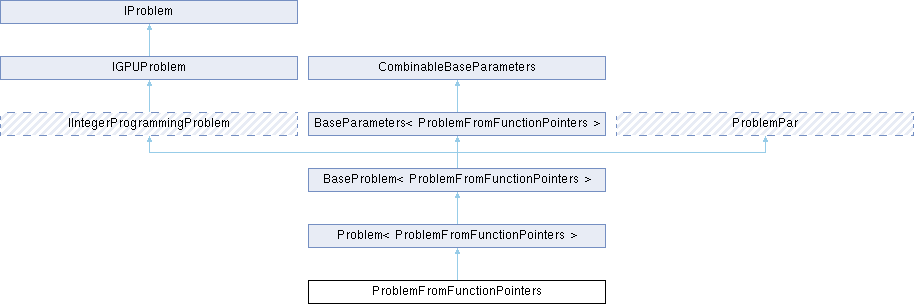 IProblem
IGPUProblem
CombinableBaseParameters
IIntegerProgrammingProblem
BaseParameters< ProblemFromFunctionPointers >
ProblemPar
BaseProblem< ProblemFromFunctionPointers >
Problem< ProblemFromFunctionPointers >
ProblemFromFunctionPointers